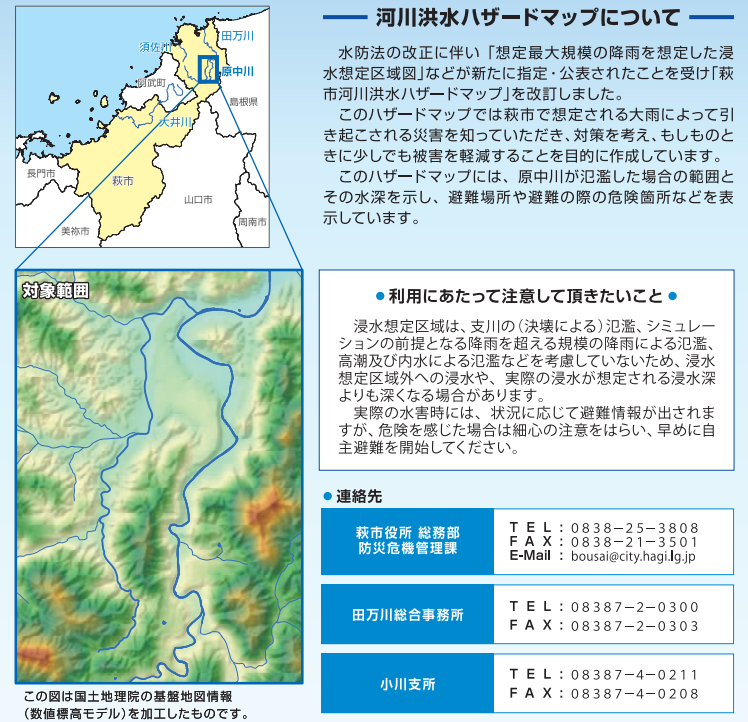 須佐川
田万川
原中川
阿武町
島根県
大井川
長門市
萩市
山口市
美祢市
周南市
対象範囲
この図は国土地理院の基盤地図情報
(数値標高モデル)を加工したものです。
河川洪水ハザードマップについて
水防法の改正に伴い「想定最大規模の降雨を想定した浸
水想定区域図」などが新たに指定・公表されたことを受け「萩
市河川洪水ハザードマップ」を改訂しました。
このハザードマップでは萩市で想定される大雨によって引
き起こされる災害を知っていただき、対策を考え、もしものと
きに少しでも被害を軽減することを目的に作成しています。
このハザードマップには、原中川が氾濫した場合の範囲と
その水深を示し、避難場所や避難の際の危険箇所などを表
示しています。
●利用にあたって注意して頂きたいこと●
浸水想定区域は、支川の(決壊による)氾濫、シミュレー
ションの前提となる降雨を超える規模の降雨による氾濫、
高潮及び内水による氾濫などを考慮していないため、浸水
想定区域外への浸水や、実際の浸水が想定される浸水深
よりも深くなる場合があります。
実際の水害時には、状況に応じて避難情報が出されま
すが、危険を感じた場合は細心の注意をはらい、早めに自
主避難を開始してください。
●連絡先
萩市役所 総務部
防災危機管理課
TEL:0838-25-3808
FAX:0838-21-3501
E-Mail:bousai@city.hagi.lg.jp
田万川総合事務所
TEL:08387-2-0300
FAX:08387-2-0303
小川支所
TEL:08387-4-0211
FAX:08387-4-0208